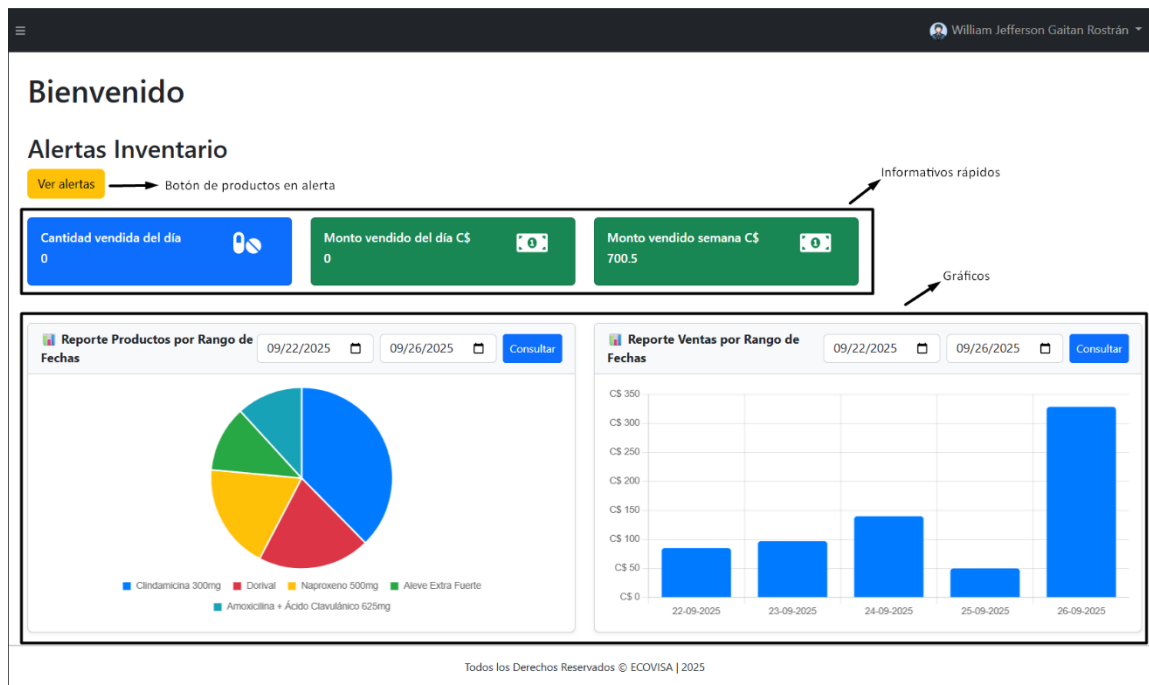 William Jefferson Gaitan Rostrán
Bienvenido
Alertas Inventario
Ver alertas
Botón de productos en alerta
Informativos rápidos
Cantidad vendida del día
0
Monto vendido del día C$
0
Monto vendido semana C$
700.5
Gráficos
Reporte Productos por Rango de
Fechas
09/22/2025
09/26/2025
Consultar
Clindamicina 300mg
Dorival
Naproxeno 500mg
Aleve Extra Fuerte
Amoxicilina + Ácido Clavulánico 625mg
Reporte Ventas por Rango de
Fechas
09/22/2025
09/26/2025
Consultar
C$ 350
C$ 300
C$ 250
C$ 200
C$ 150
C$ 100
C$ 50
C$ 0
22-09-2025
23-09-2025
24-09-2025
25-09-2025
26-09-2025
Todos los Derechos Reservados © ECOVISA | 2025